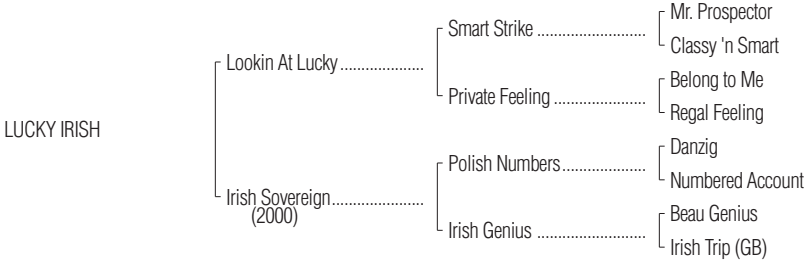 Mr. Prospector
Smart Strike ..........................
Classy 'n Smart
Lookin At Lucky ....................
Belong to Me
Private Feeling ......................
Regal Feeling
LUCKY IRISH
Danzig
Polish Numbers....................
Numbered Account
Irish Sovereign......................
(2000)
Beau Genius
Irish Genius ..........................
Irish Trip (GB)